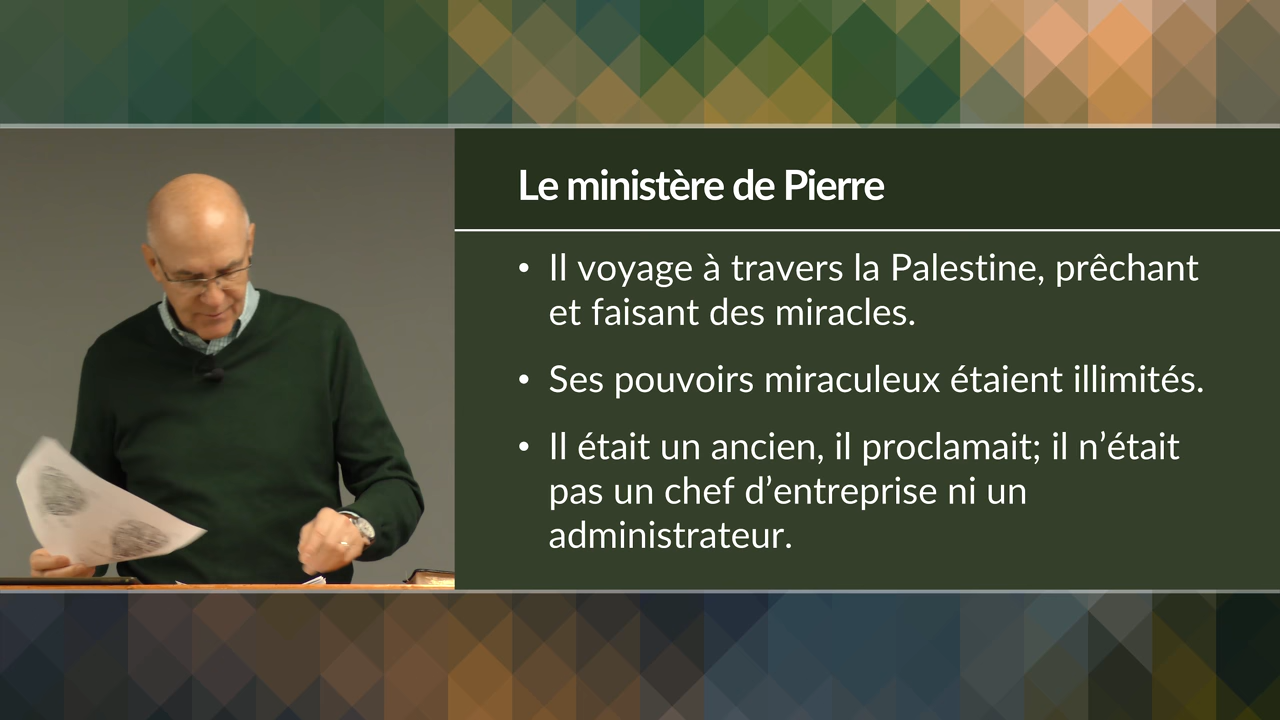 Le ministère de Pierre
• Il voyage à travers la Palestine, prêchant
et faisant des miracles.
• Ses pouvoirs miraculeux étaient illimités.
• Il était un ancien, il proclamait; il n’était
pas un chef d’entreprise ni un
administrateur.